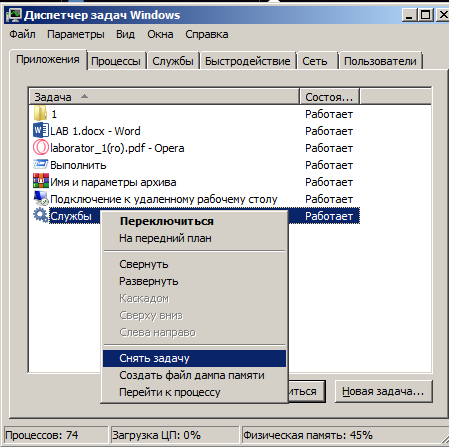 Диспетчер задач Windows
Файл Параметры Вид Окна Справка
Приложения Процессы Службы Быстродействие Сеть Пользователи
Задача Состоя...
1 Работает
LAB 1.docx - Word Работает
laborator_1(ro).pdf - Opera Работает
Выполнить Работает
Имя и параметры архива Работает
Подключение к удаленному рабочему столу Работает
Службы Работает
Переключиться
На передний план
Свернуть
Развернуть
Каскадом
Сверху вниз
Слева направо
Снять задачу
Создать файл дампа памяти
Перейти к процессу
иться Новая задача...
Процессов: 74 Загрузка ЦП: 0% Физическая память: 45%